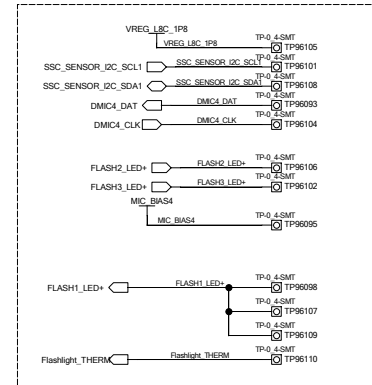 VREG_L8C_1P8
VREG_L8C_1P8
TP-0_4-SMT
TP96105
SSC_SENSOR_I2C_SCL1
SSC_SENSOR_I2C_SCL1
TP-0_4-SMT
TP96101
SSC_SENSOR_I2C_SDA1
SSC_SENSOR_I2C_SDA1
TP-0_4-SMT
TP96108
DMIC4_DAT
DMIC4_DAT
TP-0_4-SMT
TP96093
DMIC4_CLK
DMIC4_CLK
TP-0_4-SMT
TP96104
FLASH2_LED+
FLASH2_LED+
TP-0_4-SMT
TP96106
FLASH3_LED+
FLASH3_LED+
TP-0_4-SMT
TP96102
MIC_BIAS4
MIC_BIAS4
TP-0_4-SMT
TP96095
FLASH1_LED+
FLASH1_LED+
TP-0_4-SMT
TP96098
TP-0_4-SMT
TP96107
TP-0_4-SMT
TP96109
Flashlight_THERM
Flashlight_THERM
TP-0_4-SMT
TP96110